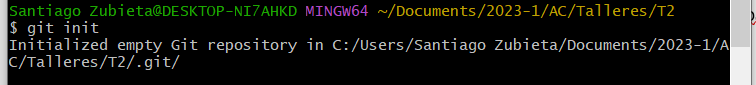 Santiago Zubieta@DESKTOP-NI7AHKD MINGW64 ~/Documents/2023-1/AC/Talleres/T2
$ git init
Initialized empty Git repository in C:/Users/Santiago Zubieta/Documents/2023-1/A
C/Talleres/T2/.git/